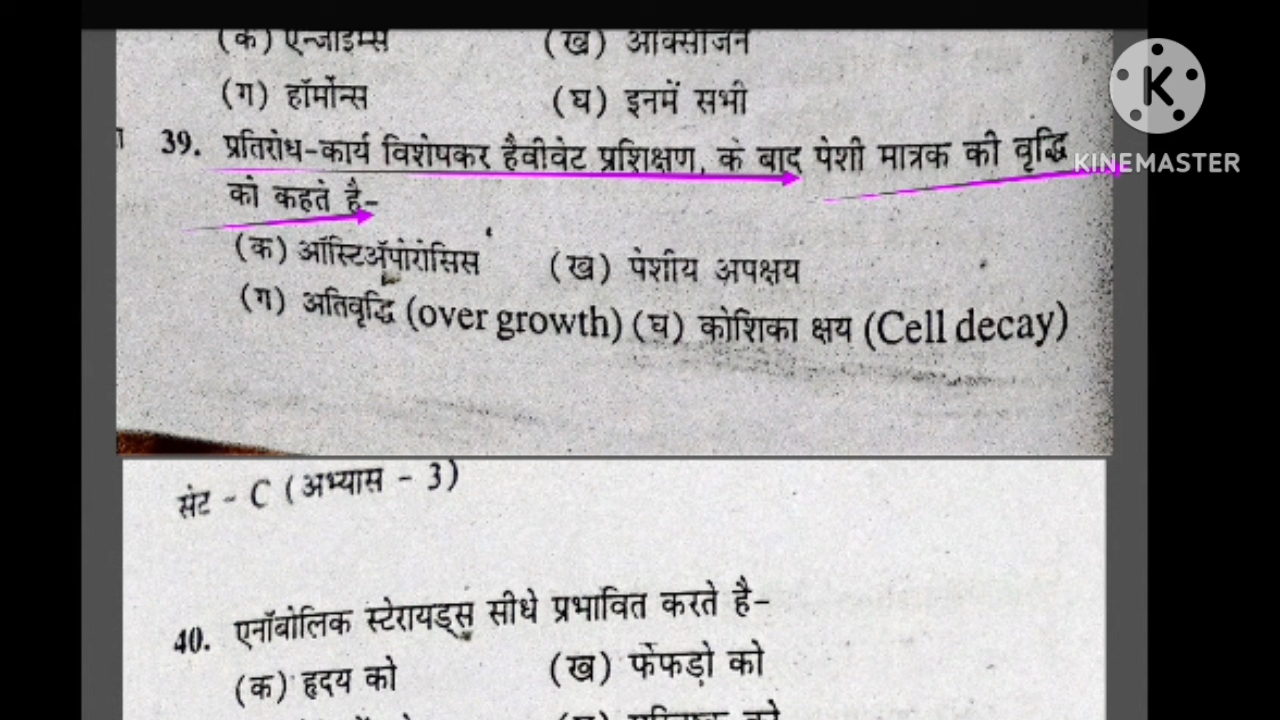 (क) एन्जाइम्स (ख) आक्सीजन
(ग) हॉर्मोन्स (घ) इनमें सभी
K
KINEMASTER
39. प्रतिरोध-कार्य विशेषकर हैवीवेट प्रशिक्षण, के बाद पेशी मात्रक की वृद्धि
को कहते है-
(क) ऑस्टिऑपोरोसिस (ख) पेशीय अपक्षय
(ग) अतिवृद्धि (over growth) (घ) कोशिका क्षय (Cell decay)
सेट - C (अभ्यास - 3)
40. एनॉबोलिक स्टेरायड्स सीधे प्रभावित करते है-
(क) हृदय को (ख) फेफड़ो को